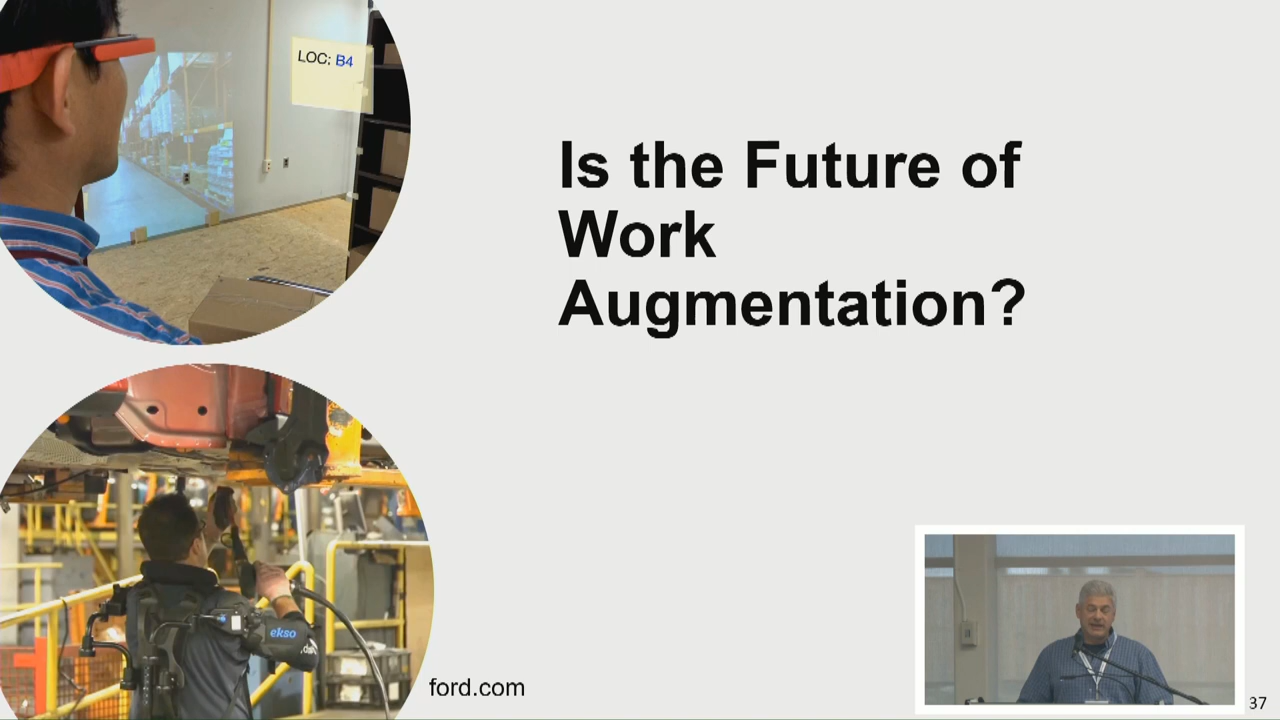 LOC: B4
Is the Future of
Work
Augmentation?
ekso
ford.com
37